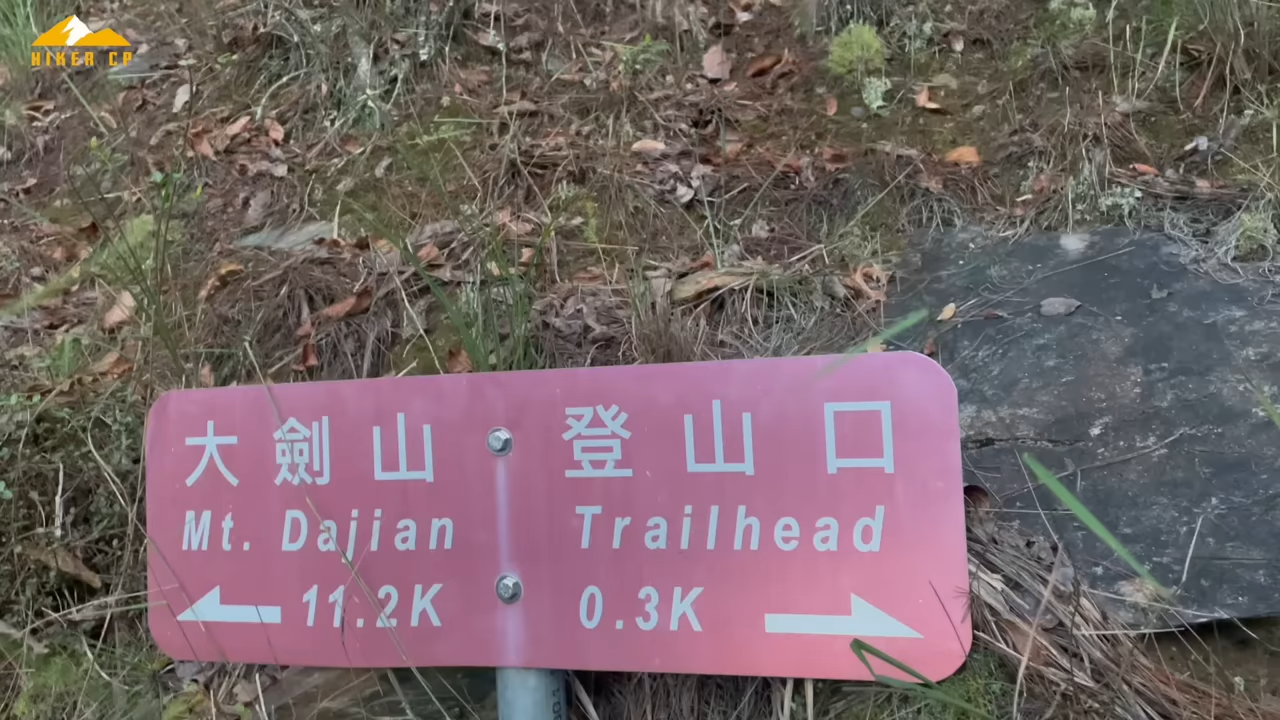 HIKER CP
大劍山
Mt. Dajian
11.2K
登山口
Trailhead
0.3K